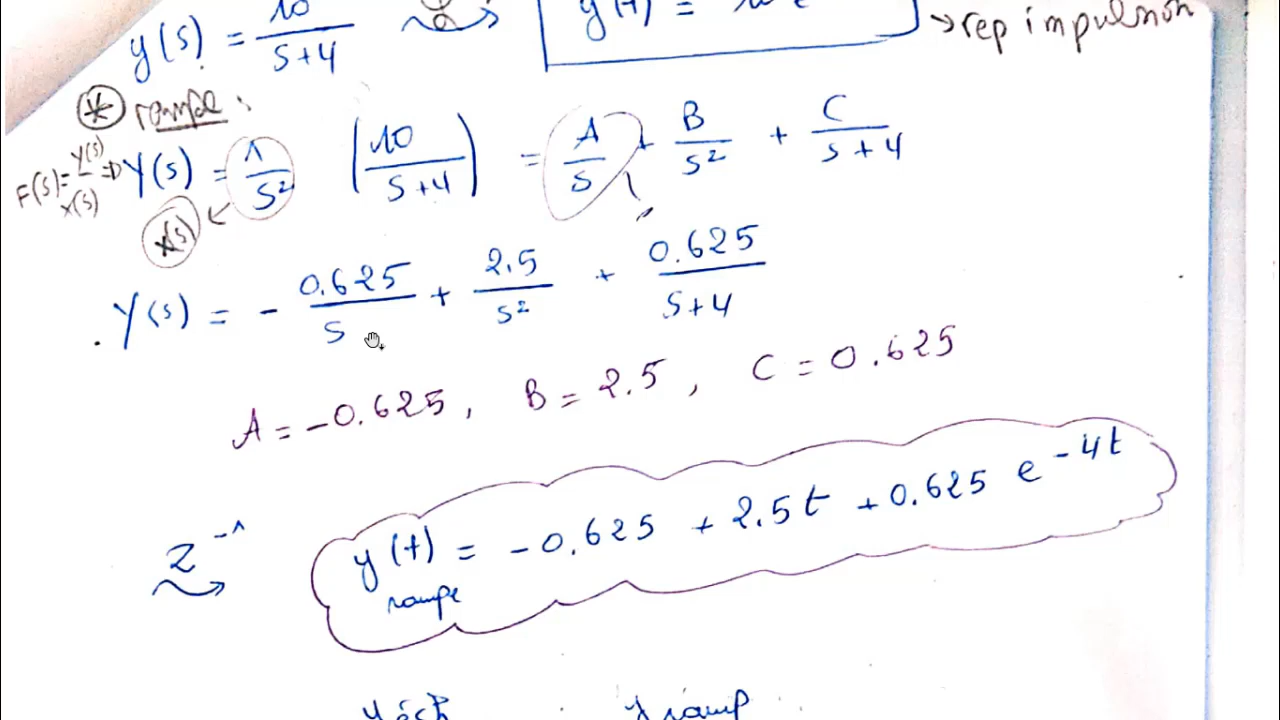 y(s) = 10/(s+4) y(t) = → rep impulsion
* rampe :
F(s) = Y(s)/X(s) ⇒ Y(s) = 1/s² (10/(s+4)) = A/s + B/s² + C/(s+4)
X(s)
Y(s) = - 0.625/s + 2.5/s² + 0.625/(s+4)
A = -0.625, B = 2.5, C = 0.625
y(t) = -0.625 + 2.5t + 0.625 e^-4t
rampe